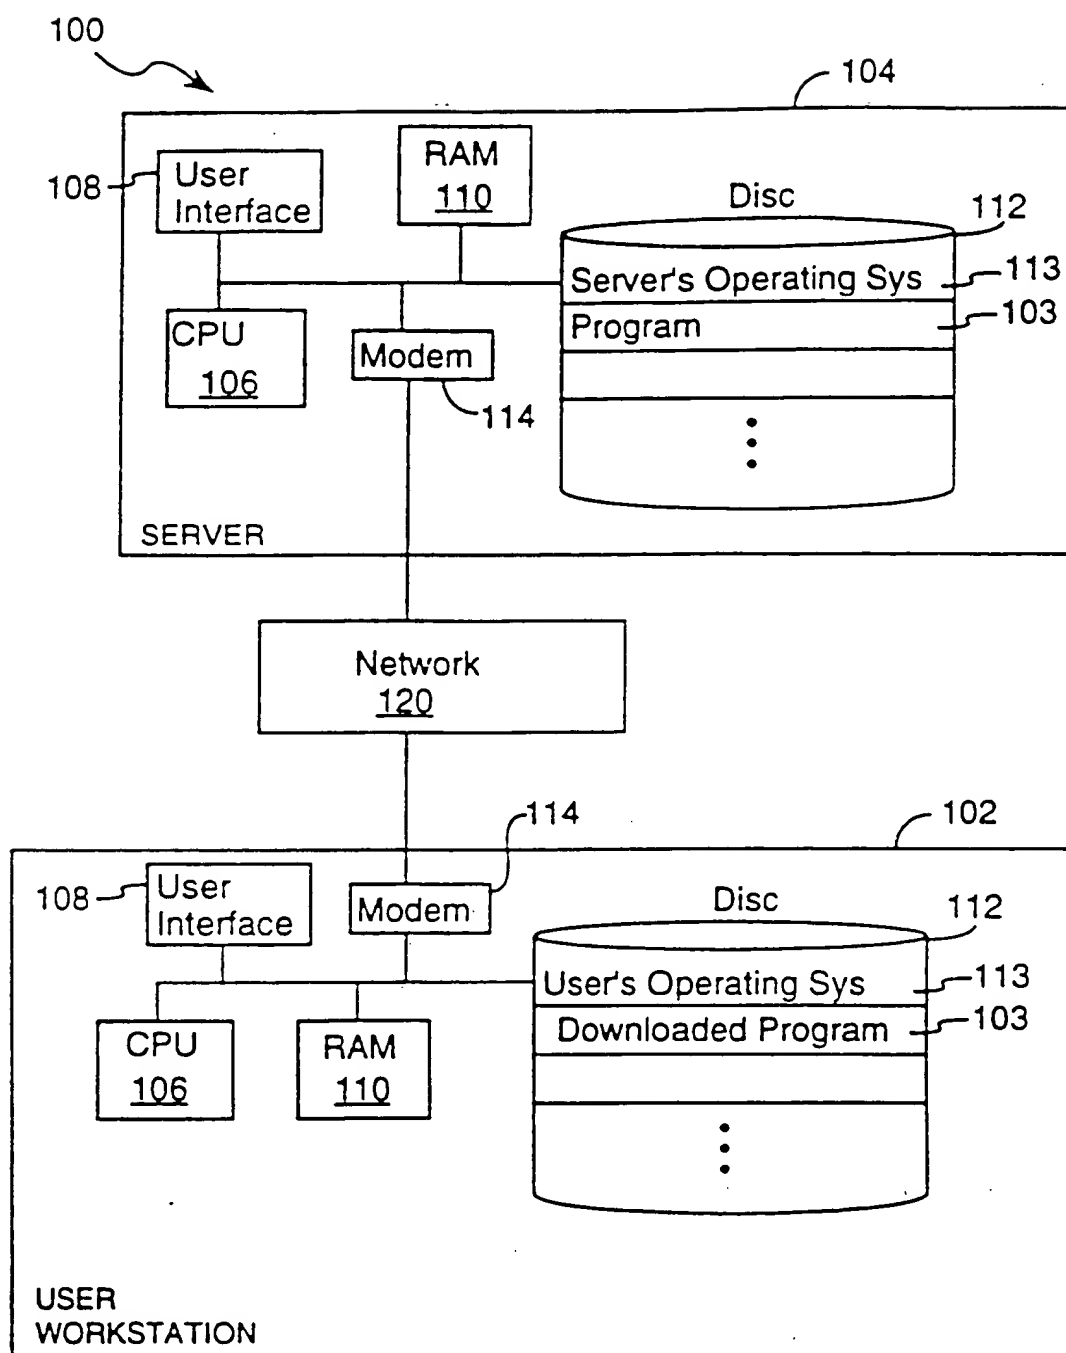 100
104
108
User
Interface
RAM
110
Disc
112
Server's Operating Sys
113
Program
103
CPU
106
Modem
114
SERVER
Network
120
114
102
108
User
Interface
Modem
Disc
112
User's Operating Sys
113
Downloaded Program
103
CPU
106
RAM
110
USER
WORKSTATION